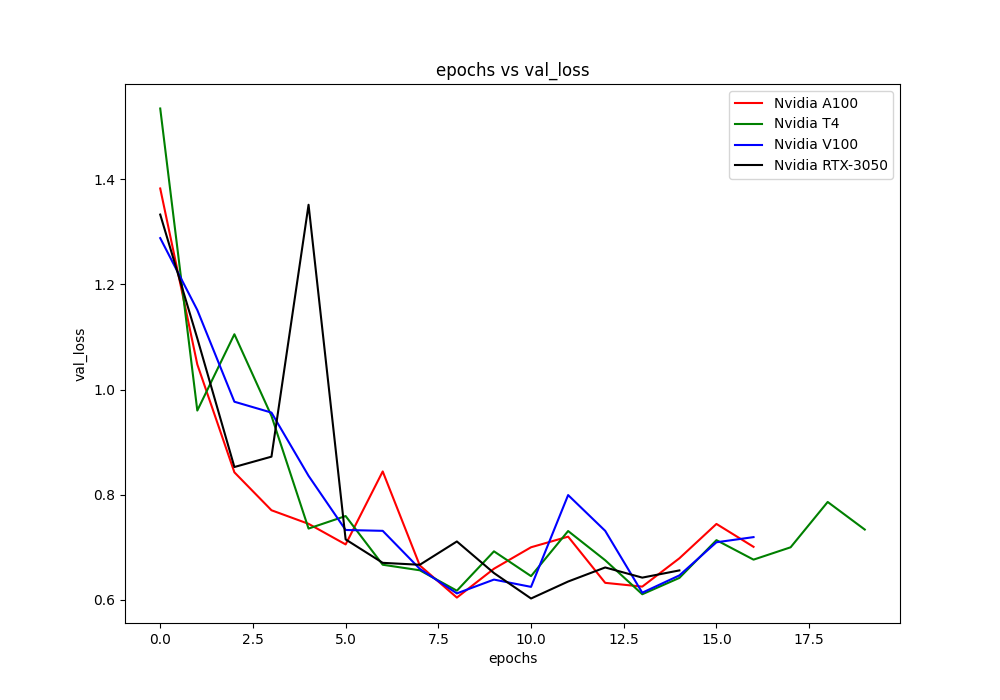 epochs vs val_loss
Nvidia A100
Nvidia T4
Nvidia V100
Nvidia RTX-3050
val_loss
1.4
1.2
1.0
0.8
0.6
0.0 2.5 5.0 7.5 10.0 12.5 15.0 17.5
epochs